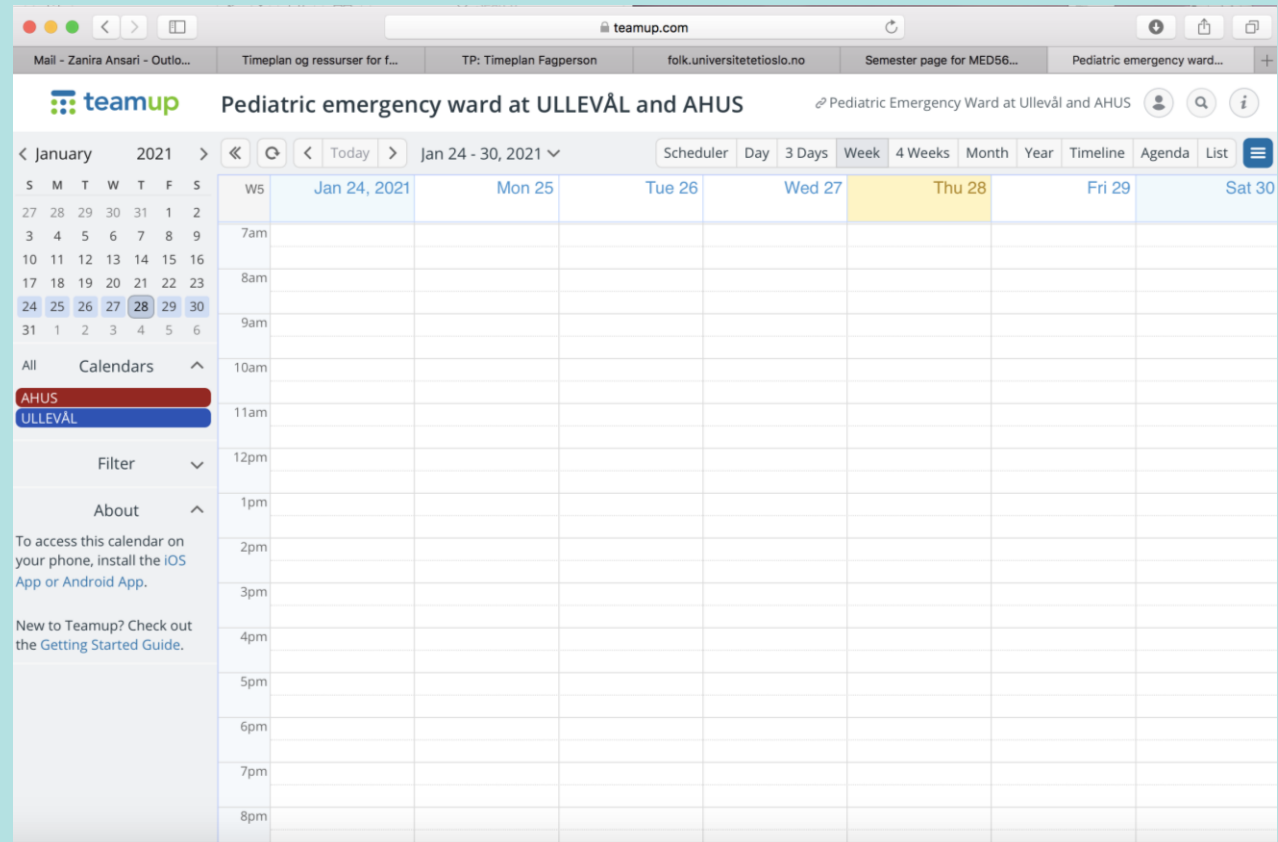 teamup.com
Mail - Zanira Ansari - Outlo... Timeplan og ressurser for f... TP: Timeplan Fagperson folk.universitetetioslo.no Semester page for MED56... Pediatric emergency ward...
teamup Pediatric emergency ward at ULLEVÅL and AHUS Pediatric Emergency Ward at Ullevål and AHUS
January 2021
Today Jan 24 - 30, 2021 Scheduler Day 3 Days Week 4 Weeks Month Year Timeline Agenda List
S M T W T F S
27 28 29 30 31 1 2
3 4 5 6 7 8 9
10 11 12 13 14 15 16
17 18 19 20 21 22 23
24 25 26 27 28 29 30
31 1 2 3 4 5 6
All Calendars
AHUS
ULLEVÅL
Filter
About
To access this calendar on
your phone, install the iOS
App or Android App.
New to Teamup? Check out
the Getting Started Guide.
W5 Jan 24, 2021 Mon 25 Tue 26 Wed 27 Thu 28 Fri 29 Sat 30
7am
8am
9am
10am
11am
12pm
1pm
2pm
3pm
4pm
5pm
6pm
7pm
8pm